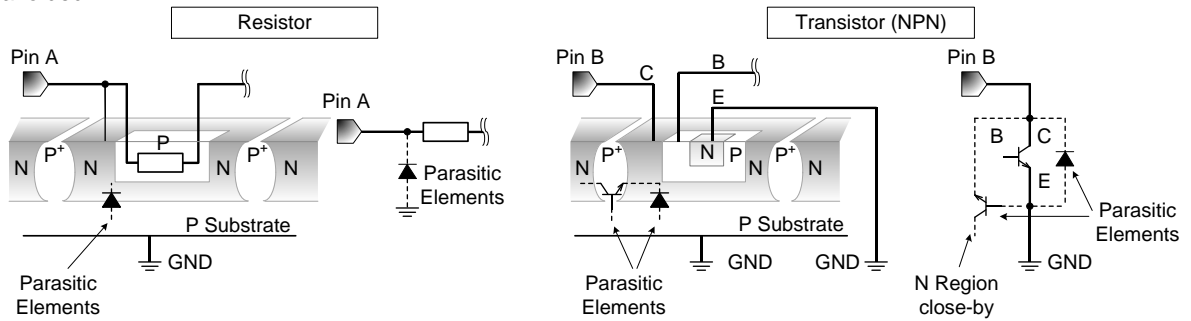 Resistor
Transistor (NPN)
Pin A
Pin B
C
B
E
Pin B
Pin A
P
N
P+
N
P+
N
N
P+
N
N
P
P+
N
B
C
E
Parasitic
Elements
P Substrate
GND
Parasitic
Elements
GND
GND
Parasitic
Elements
Parasitic
Elements
N Region
close-by
GND